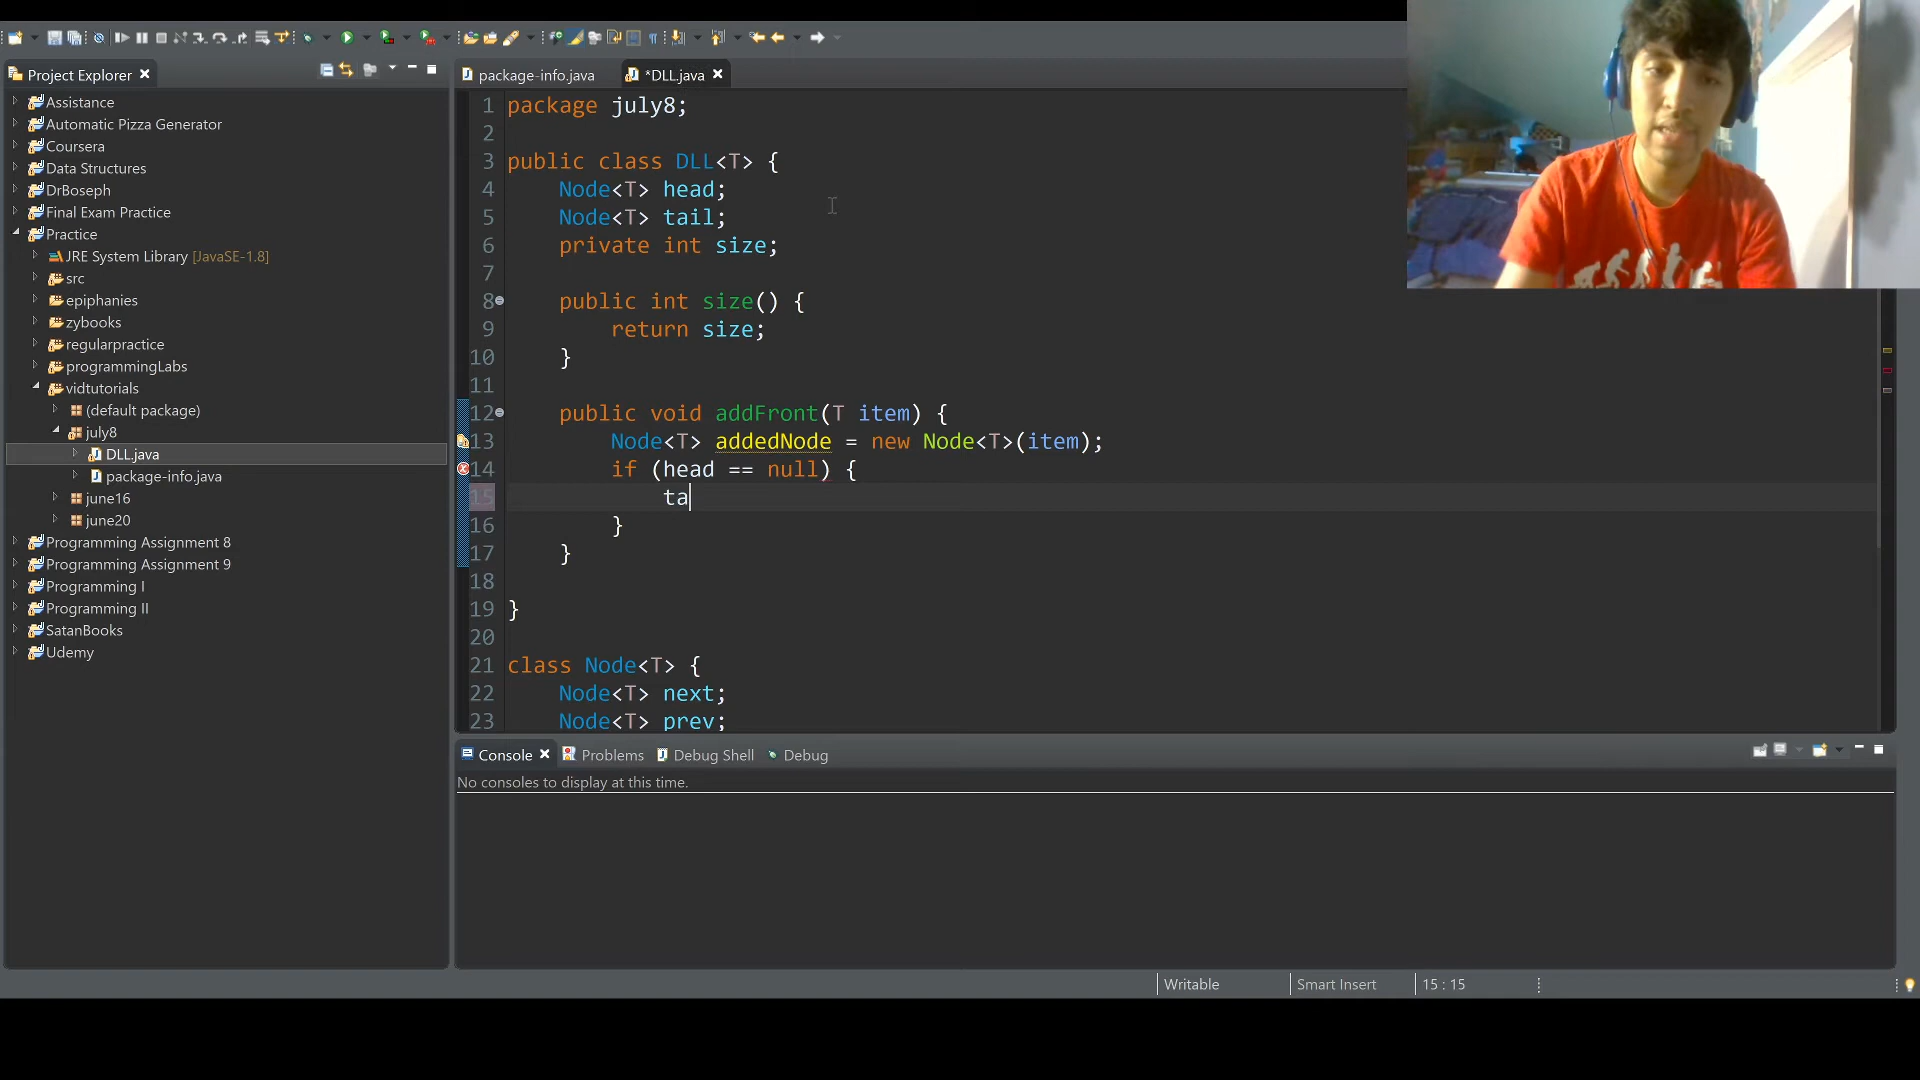 Project Explorer
package-info.java
*DLL.java
Assistance
Automatic Pizza Generator
Coursera
Data Structures
DrBoseph
Final Exam Practice
Practice
JRE System Library [JavaSE-1.8]
src
epiphanies
zybooks
regularpractice
programmingLabs
vidtutorials
(default package)
july8
DLL.java
package-info.java
june16
june20
Programming Assignment 8
Programming Assignment 9
Programming I
Programming II
SatanBooks
Udemy
1 package july8;
2
3 public class DLL<T> {
4 Node<T> head;
5 Node<T> tail;
6 private int size;
7
8 public int size() {
9 return size;
10 }
11
12 public void addFront(T item) {
13 Node<T> addedNode = new Node<T>(item);
14 if (head == null) {
15 ta
16 }
17 }
18
19 }
20
21 class Node<T> {
22 Node<T> next;
23 Node<T> prev;
Console Problems Debug Shell Debug
No consoles to display at this time.
Writable Smart Insert 15 : 15